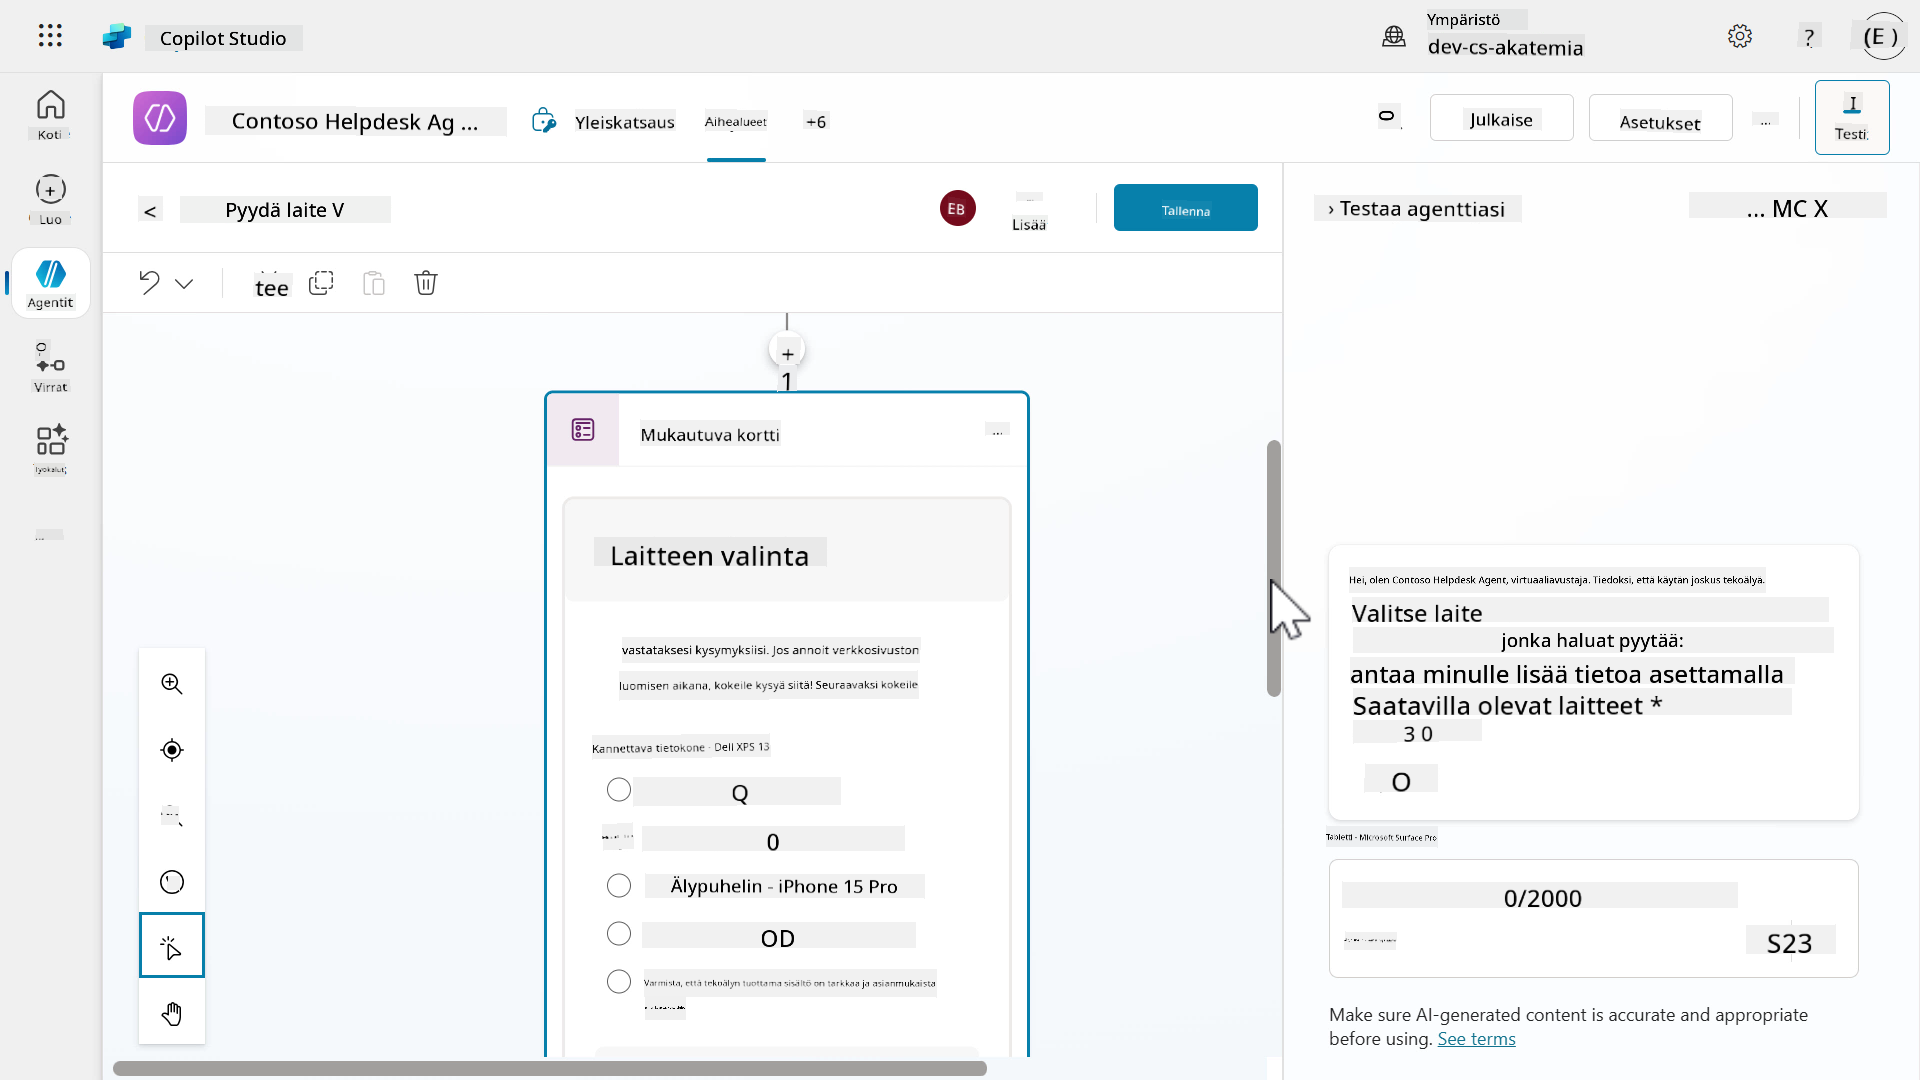 Copilot Studio
Ympäristö
dev-cs-akatemia
?
(E )
Koti
Luo
Agentit
Virrat
Työkalut
Contoso Helpdesk Ag ...
Yleiskatsaus
Aihealueet
+6
Julkaise
Asetukset
...
Testi
< Pyydä laite V
EB
Lisää
Tallenna
tee
+
1
Mukautuva kortti
...
Laitteen valinta
vastataksesi kysymyksiisi. Jos annoit verkkosivuston
luomisen aikana, kokeile kysyä siitä! Seuraavaksi kokeile
Kannettava tietokone · Dell XPS 13
Q
0
Älypuhelin - iPhone 15 Pro
OD
Varmista, että tekoälyn tuottama sisältö on tarkkaa ja asianmukaista
› Testaa agenttiasi
... MC X
Hei, olen Contoso Helpdesk Agent, virtuaaliavustaja. Tiedoksi, että käytän joskus tekoälyä.
Valitse laite
jonka haluat pyytää:
antaa minulle lisää tietoa asettamalla
Saatavilla olevat laitteet *
3 0
O
Tabletti - Microsoft Surface Pro
0/2000
S23
Make sure AI-generated content is accurate and appropriate
before using. See terms